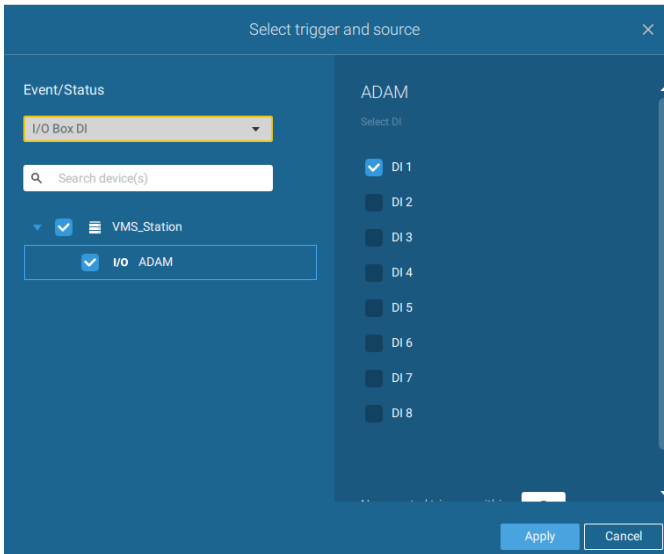 Select trigger and source
Event/Status
I/O Box DI
Search device(s)
VMS_Station
I/O ADAM
ADAM
Select DI
DI 1
DI 2
DI 3
DI 4
DI 5
DI 6
DI 7
DI 8
Apply
Cancel